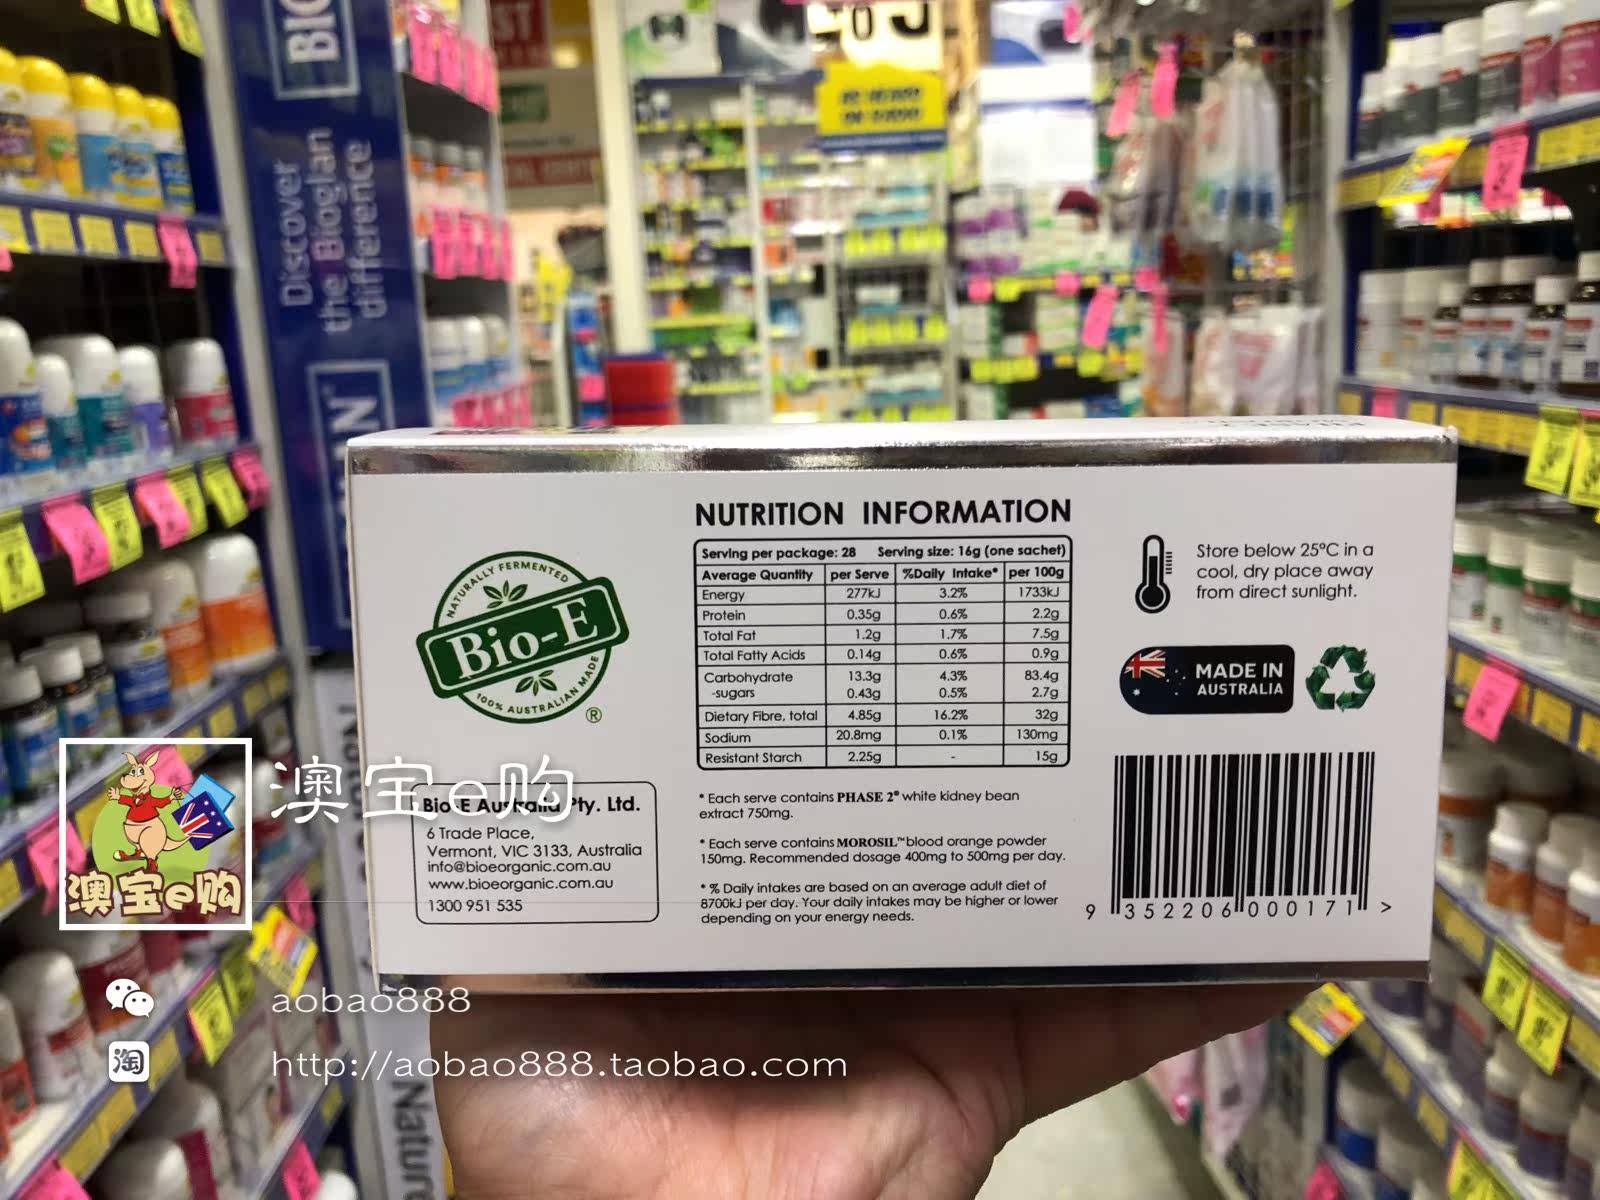 BIO
Discover
the Bioglan
difference
NUTRITION INFORMATION
Serving per package: 28 Serving size: 16g (one sachet)
Average Quantity per Serve %Daily Intake* per 100g
Energy 277kJ 3.2% 1733kJ
Protein 0.35g 0.6% 2.2g
Total Fat 1.2g 1.7% 7.5g
Total Fatty Acids 0.14g 0.6% 0.9g
Carbohydrate 13.3g 4.3% 83.4g
-sugars 0.43g 0.5% 2.7g
Dietary Fibre, total 4.85g 16.2% 32g
Sodium 20.8mg 0.1% 130mg
Resistant Starch 2.25g - 15g
* Each serve contains PHASE 2® white kidney bean
extract 750mg.
* Each serve contains MOROSIL™ blood orange powder
150mg. Recommended dosage 400mg to 500mg per day.
* % Daily intakes are based on an average adult diet of
8700kJ per day. Your daily intakes may be higher or lower
depending on your energy needs.
NATURALLY FERMENTED
Bio-E
100% AUSTRALIAN MADE
®
Bio-E Australia Pty. Ltd.
6 Trade Place,
Vermont, VIC 3133, Australia
info@bioeorganic.com.au
www.bioeorganic.com.au
1300 951 535
Store below 25°C in a
cool, dry place away
from direct sunlight.
MADE IN
AUSTRALIA
9 352206 000171 >
澳宝e购
澳宝e购
aobao888
淘
http://aobao888.taobao.com
Nature